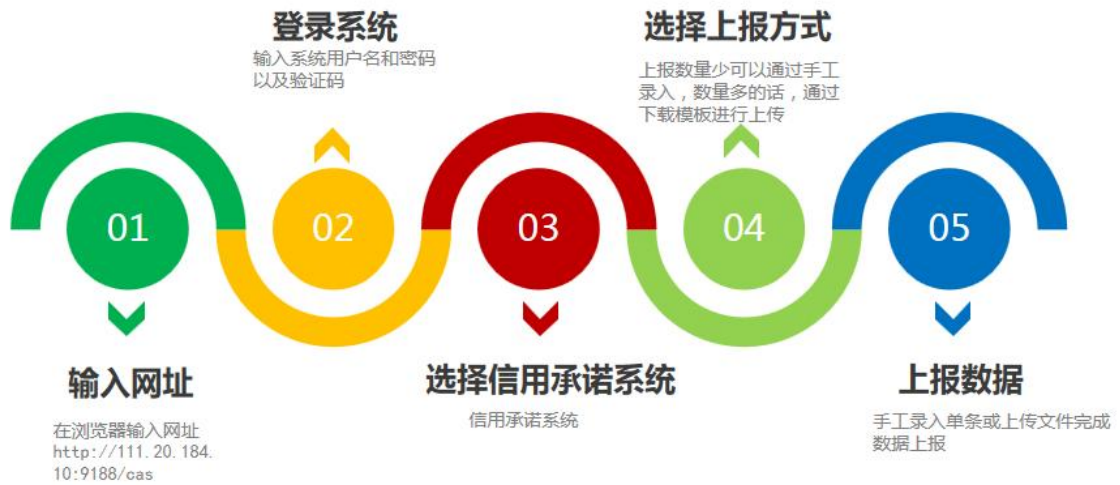 01
输入网址
在浏览器输入网址
http://111.20.184.
10:9188/cas
02
登录系统
输入系统用户名和密码
以及验证码
03
选择信用承诺系统
信用承诺系统
04
选择上报方式
上报数量少可以通过手工
录入，数量多的话，通过
下载模板进行上传
05
上报数据
手工录入单条或上传文件完成
数据上报